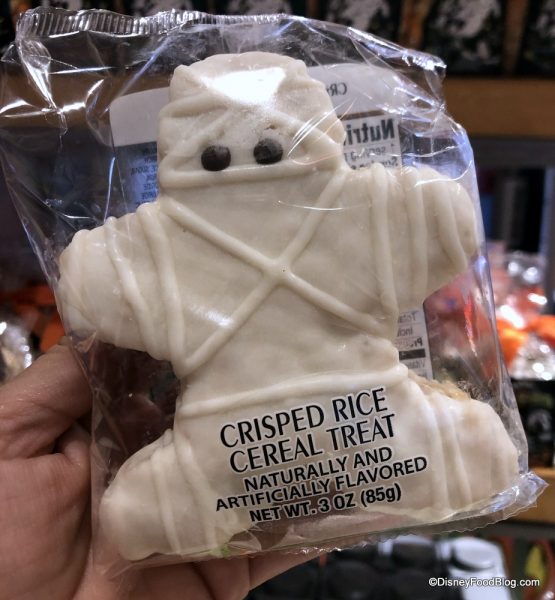 CRISPED RICE
CEREAL TREAT
NATURALLY AND
ARTIFICIALLY FLAVORED
NET WT. 3 OZ (85g)
©DisneyFoodBlog.com